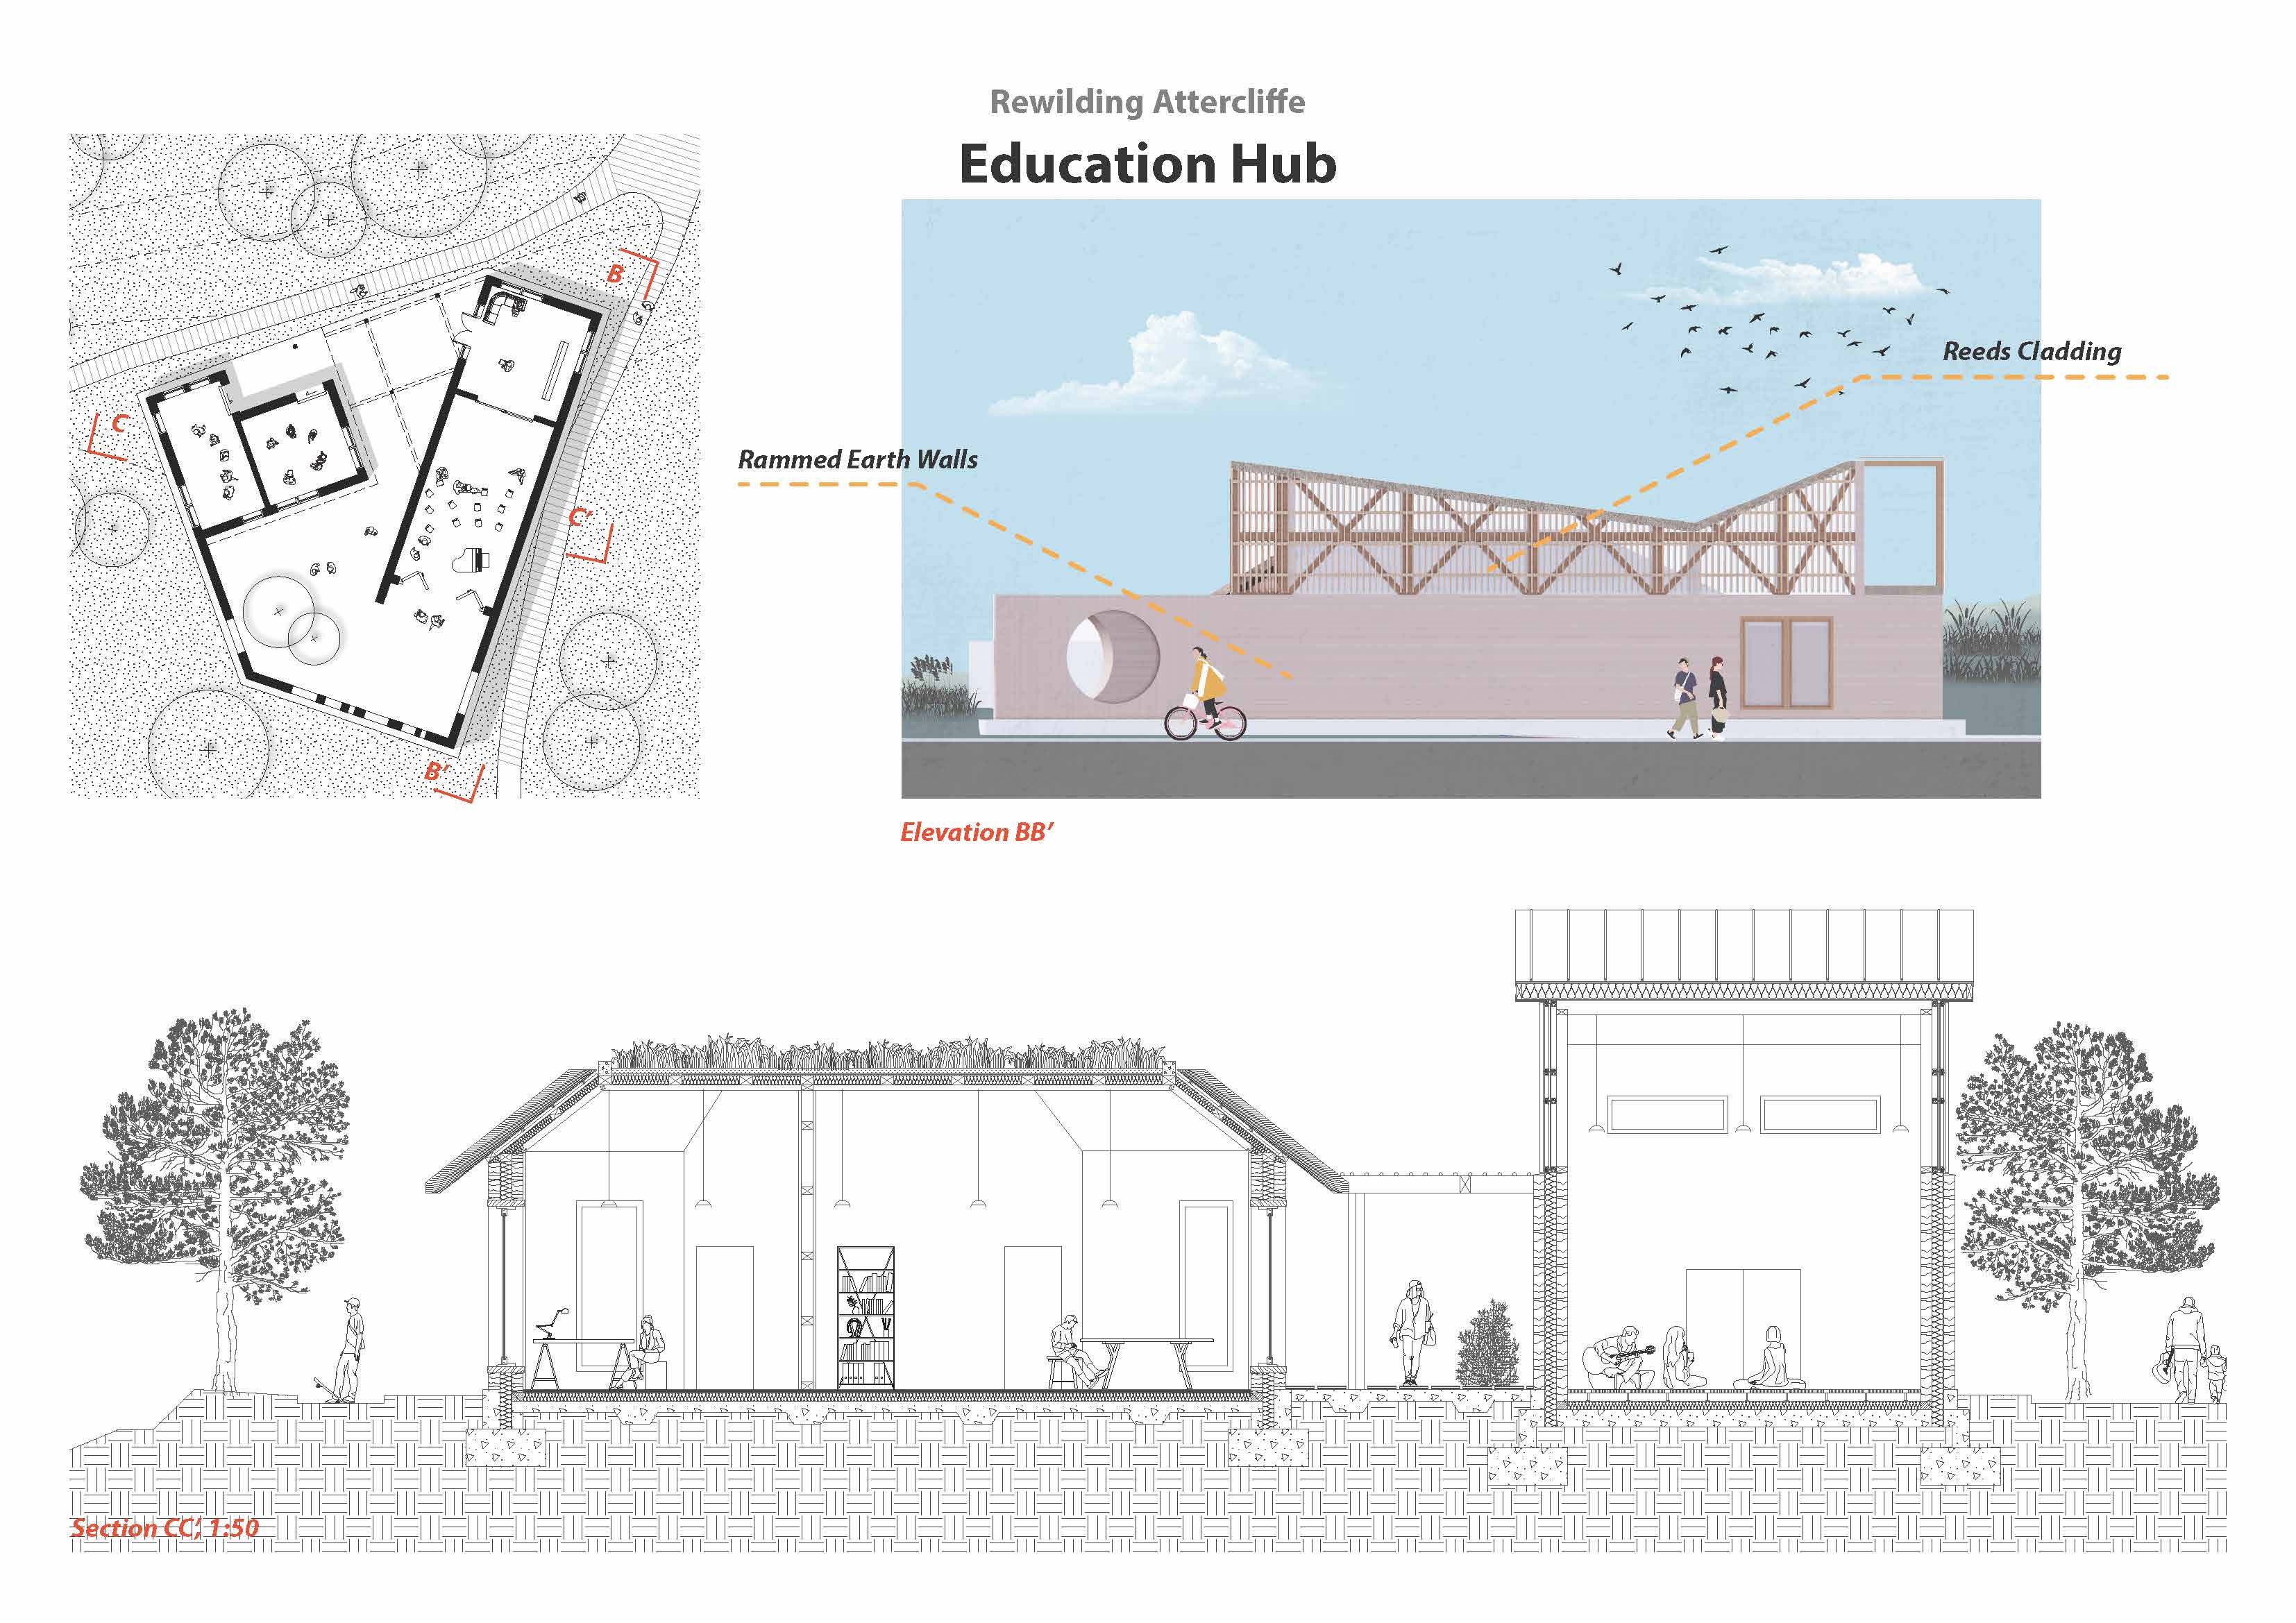 Rewilding Attercliffe
Education Hub
B
C
C'
B'
Reeds Cladding
Rammed Earth Walls
Elevation BB'
Section CC', 1:50